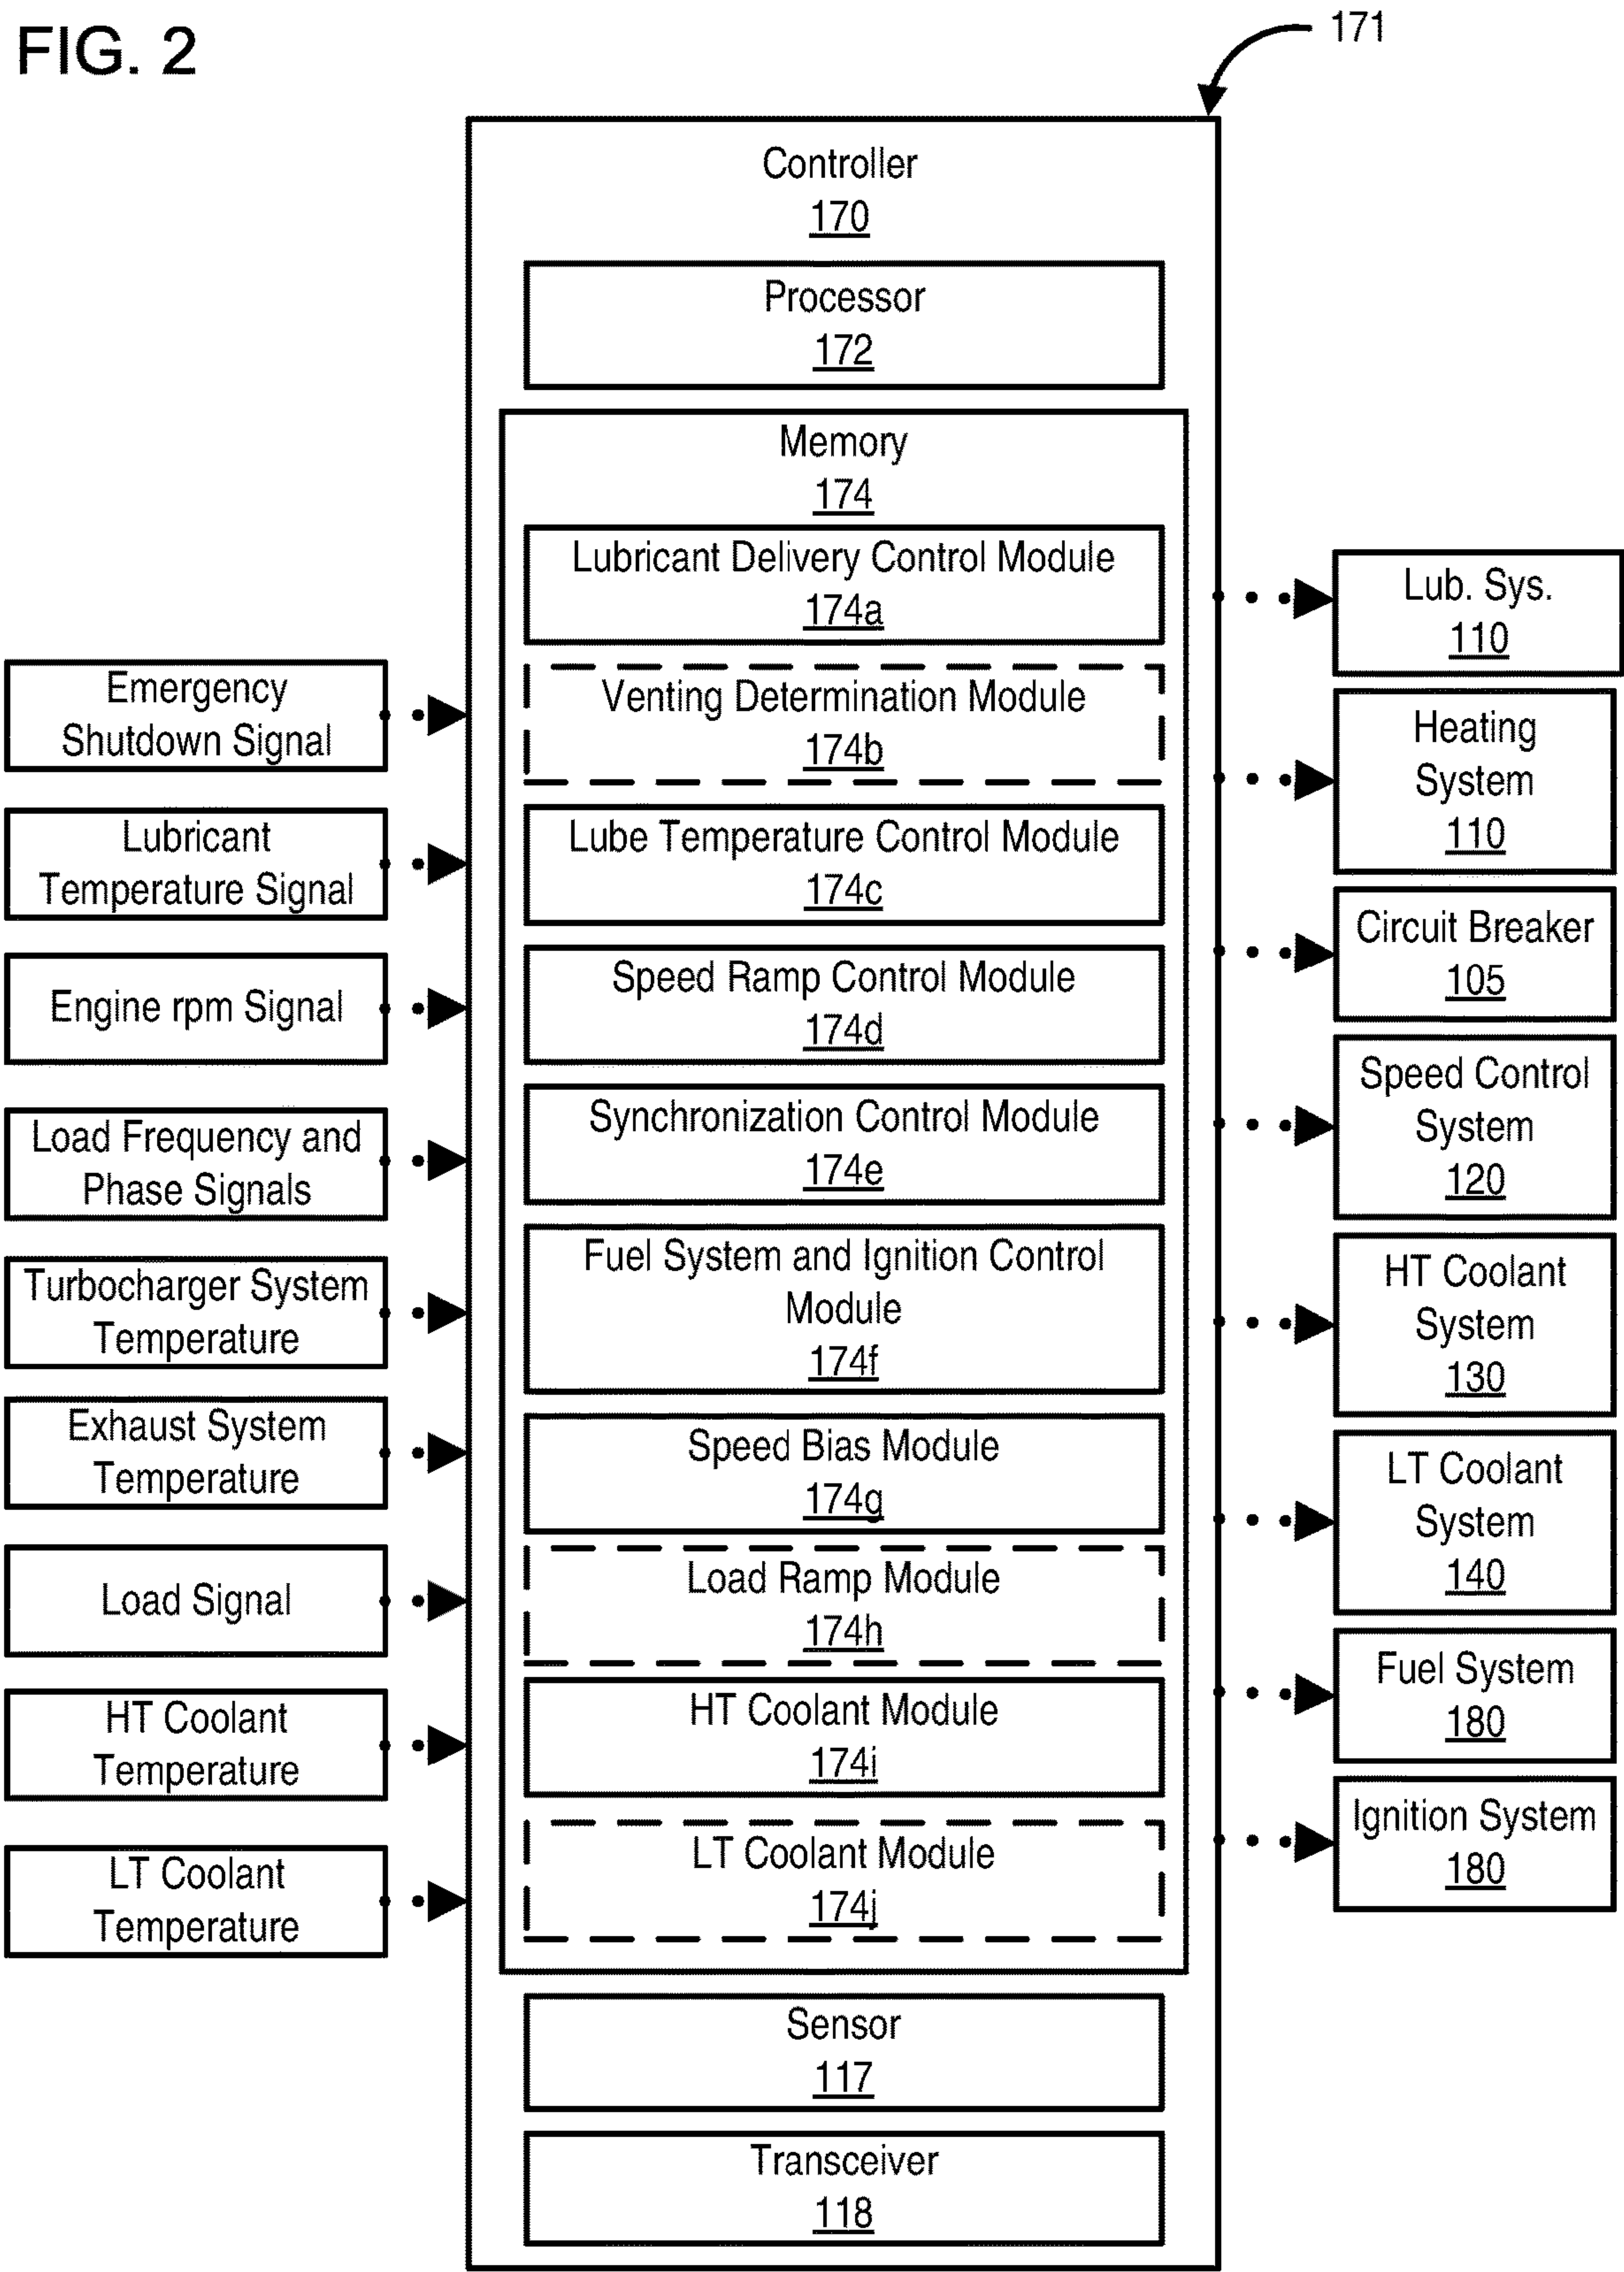 FIG. 2
171
Controller
170
Processor
172
Memory
174
Lubricant Delivery Control Module
174a
Venting Determination Module
174b
Lube Temperature Control Module
174c
Speed Ramp Control Module
174d
Synchronization Control Module
174e
Fuel System and Ignition Control
Module
174f
Speed Bias Module
174g
Load Ramp Module
174h
HT Coolant Module
174i
LT Coolant Module
174j
Sensor
117
Transceiver
118
Emergency
Shutdown Signal
Lubricant
Temperature Signal
Engine rpm Signal
Load Frequency and
Phase Signals
Turbocharger System
Temperature
Exhaust System
Temperature
Load Signal
HT Coolant
Temperature
LT Coolant
Temperature
Lub. Sys.
110
Heating
System
110
Circuit Breaker
105
Speed Control
System
120
HT Coolant
System
130
LT Coolant
System
140
Fuel System
180
Ignition System
180